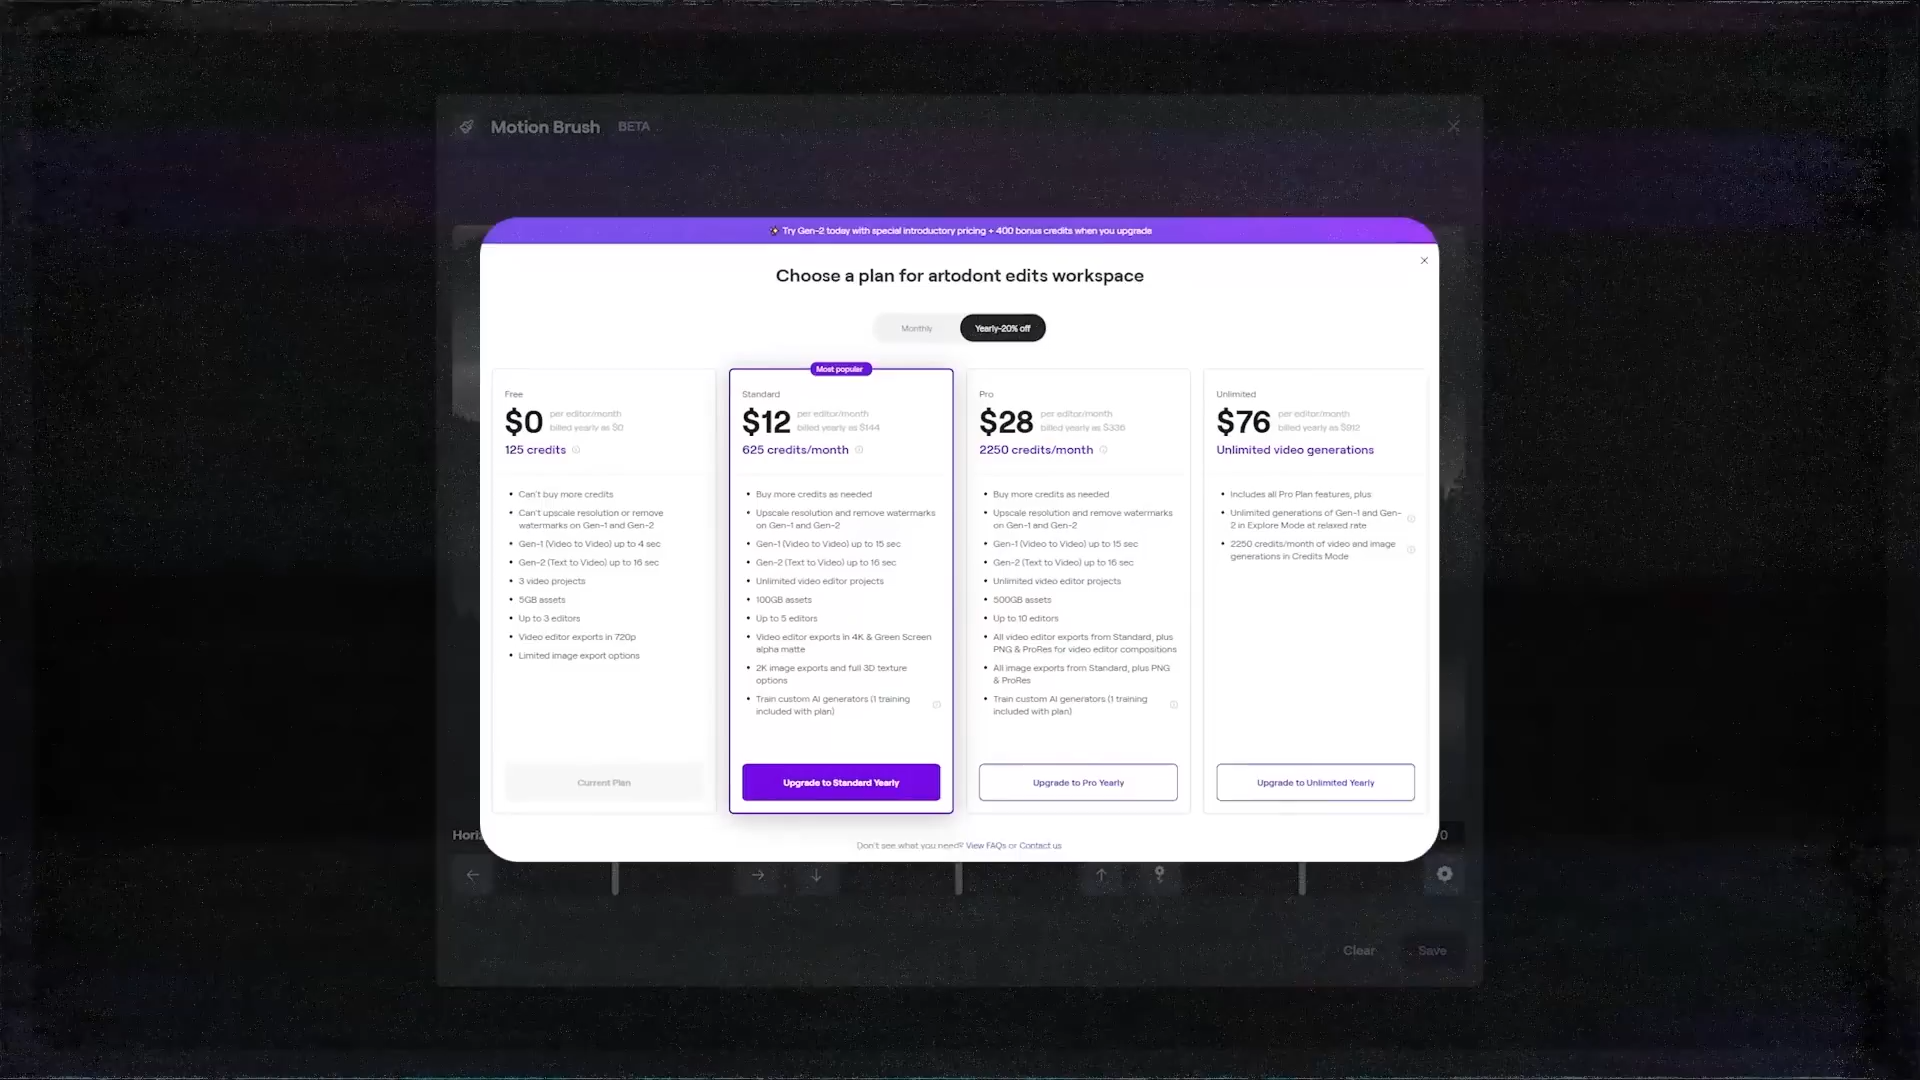 Motion Brush BETA
Try Gen-2 today with special introductory pricing + 400 bonus credits when you upgrade
Choose a plan for artodont edits workspace
Monthly
Yearly-20% off
Free
$0 per editor/month
billed yearly as $0
125 credits
Can't buy more credits
Can't upscale resolution or remove
watermarks on Gen-1 and Gen-2
Gen-1 (Video to Video) up to 4 sec
Gen-2 (Text to Video) up to 16 sec
3 video projects
5GB assets
Up to 3 editors
Video editor exports in 720p
Limited image export options
Current Plan
Most popular
Standard
$12 per editor/month
billed yearly as $144
625 credits/month
Buy more credits as needed
Upscale resolution and remove watermarks
on Gen-1 and Gen-2
Gen-1 (Video to Video) up to 15 sec
Gen-2 (Text to Video) up to 16 sec
Unlimited video editor projects
100GB assets
Up to 5 editors
Video editor exports in 4K & Green Screen
alpha matte
2K image exports and full 3D texture
options
Train custom AI generators (1 training
included with plan)
Upgrade to Standard Yearly
Pro
$28 per editor/month
billed yearly as $336
2250 credits/month
Buy more credits as needed
Upscale resolution and remove watermarks
on Gen-1 and Gen-2
Gen-1 (Video to Video) up to 15 sec
Gen-2 (Text to Video) up to 16 sec
Unlimited video editor projects
500GB assets
Up to 10 editors
All video editor exports from Standard, plus
PNG & ProRes for video editor compositions
All image exports from Standard, plus PNG
& ProRes
Train custom AI generators (1 training
included with plan)
Upgrade to Pro Yearly
Unlimited
$76 per editor/month
billed yearly as $912
Unlimited video generations
Includes all Pro Plan features, plus:
Unlimited generations of Gen-1 and Gen-
2 in Explore Mode at relaxed rate
2250 credits/month of video and image
generations in Credits Mode
Upgrade to Unlimited Yearly
Don't see what you need? View FAQs or Contact us
Hori
0
Clear
Save